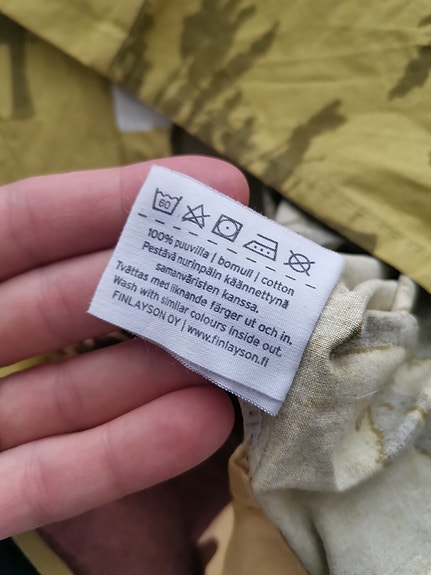 60
100% puuvilla | bomull | cotton
Pestävä nurinpäin käännettynä
samanväristen kanssa.
Tvättas med liknande färger ut och in.
Wash with similar colours inside out.
FINLAYSON OY | www.finlayson.fi